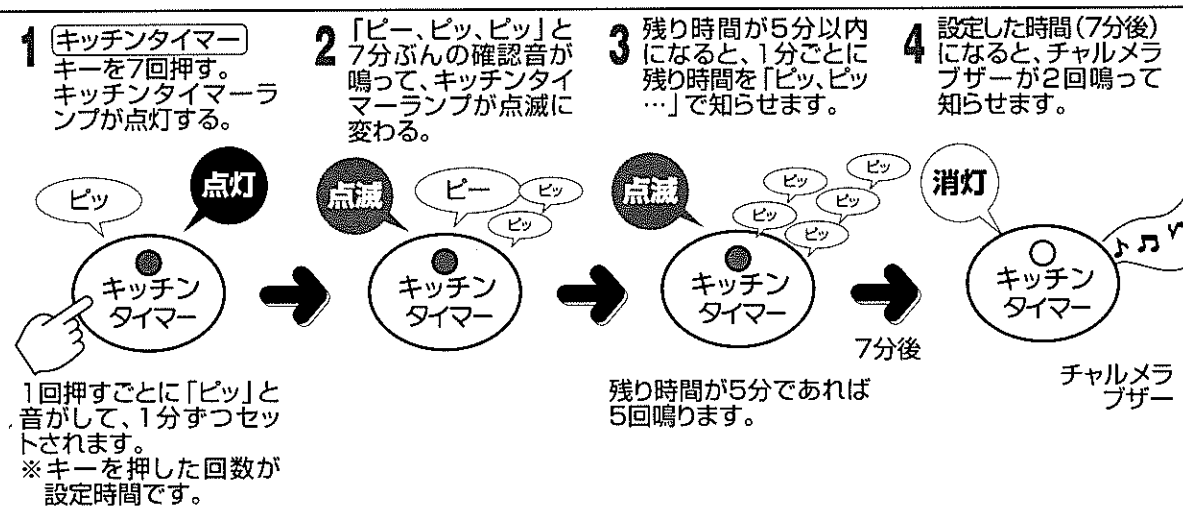 1 キッチンタイマー
キーを7回押す。
キッチンタイマーラ
ンプが点灯する。
ピッ
点灯
キッチン
タイマー
1回押すごとに「ピッ」と
音がして、1分ずつセッ
トされます。
※キーを押した回数が
設定時間です。
2 「ピー、ピッ、ピッ」と
7分ぶんの確認音が
鳴って、キッチンタイ
マーランプが点滅に
変わる。
点滅
ピー
ピッ
ピッ
キッチン
タイマー
3 残り時間が5分以内
になると、1分ごとに
残り時間を「ピッ、ピッ
…」で知らせます。
点滅
ピッ
ピッ
ピッ
ピッ
ピッ
キッチン
タイマー
残り時間が5分であれば
5回鳴ります。
7分後
4 設定した時間(7分後)
になると、チャルメラ
ブザーが2回鳴って
知らせます。
消灯
キッチン
タイマー
チャルメラ
ブザー